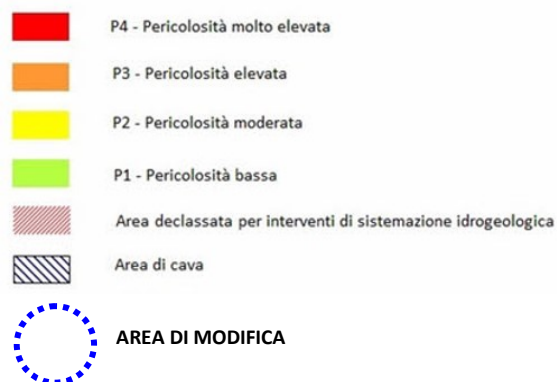 P4 - Pericolosità molto elevata
P3 - Pericolosità elevata
P2 - Pericolosità moderata
P1 - Pericolosità bassa
Area declassata per interventi di sistemazione idrogeologica
Area di cava
AREA DI MODIFICA